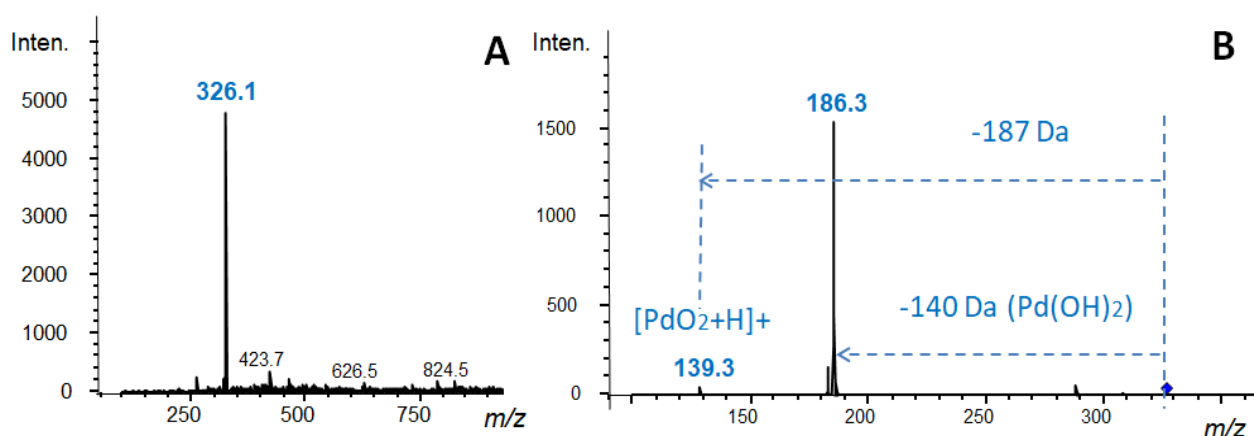 Inten.
A
326.1
5000
4000
3000
2000
1000
0
423.7
626.5
824.5
250
500
750
m/z
Inten.
B
186.3
1500
-187 Da
1000
500
[PdO2+H]+
-140 Da (Pd(OH)2)
139.3
0
150
200
250
300
m/z